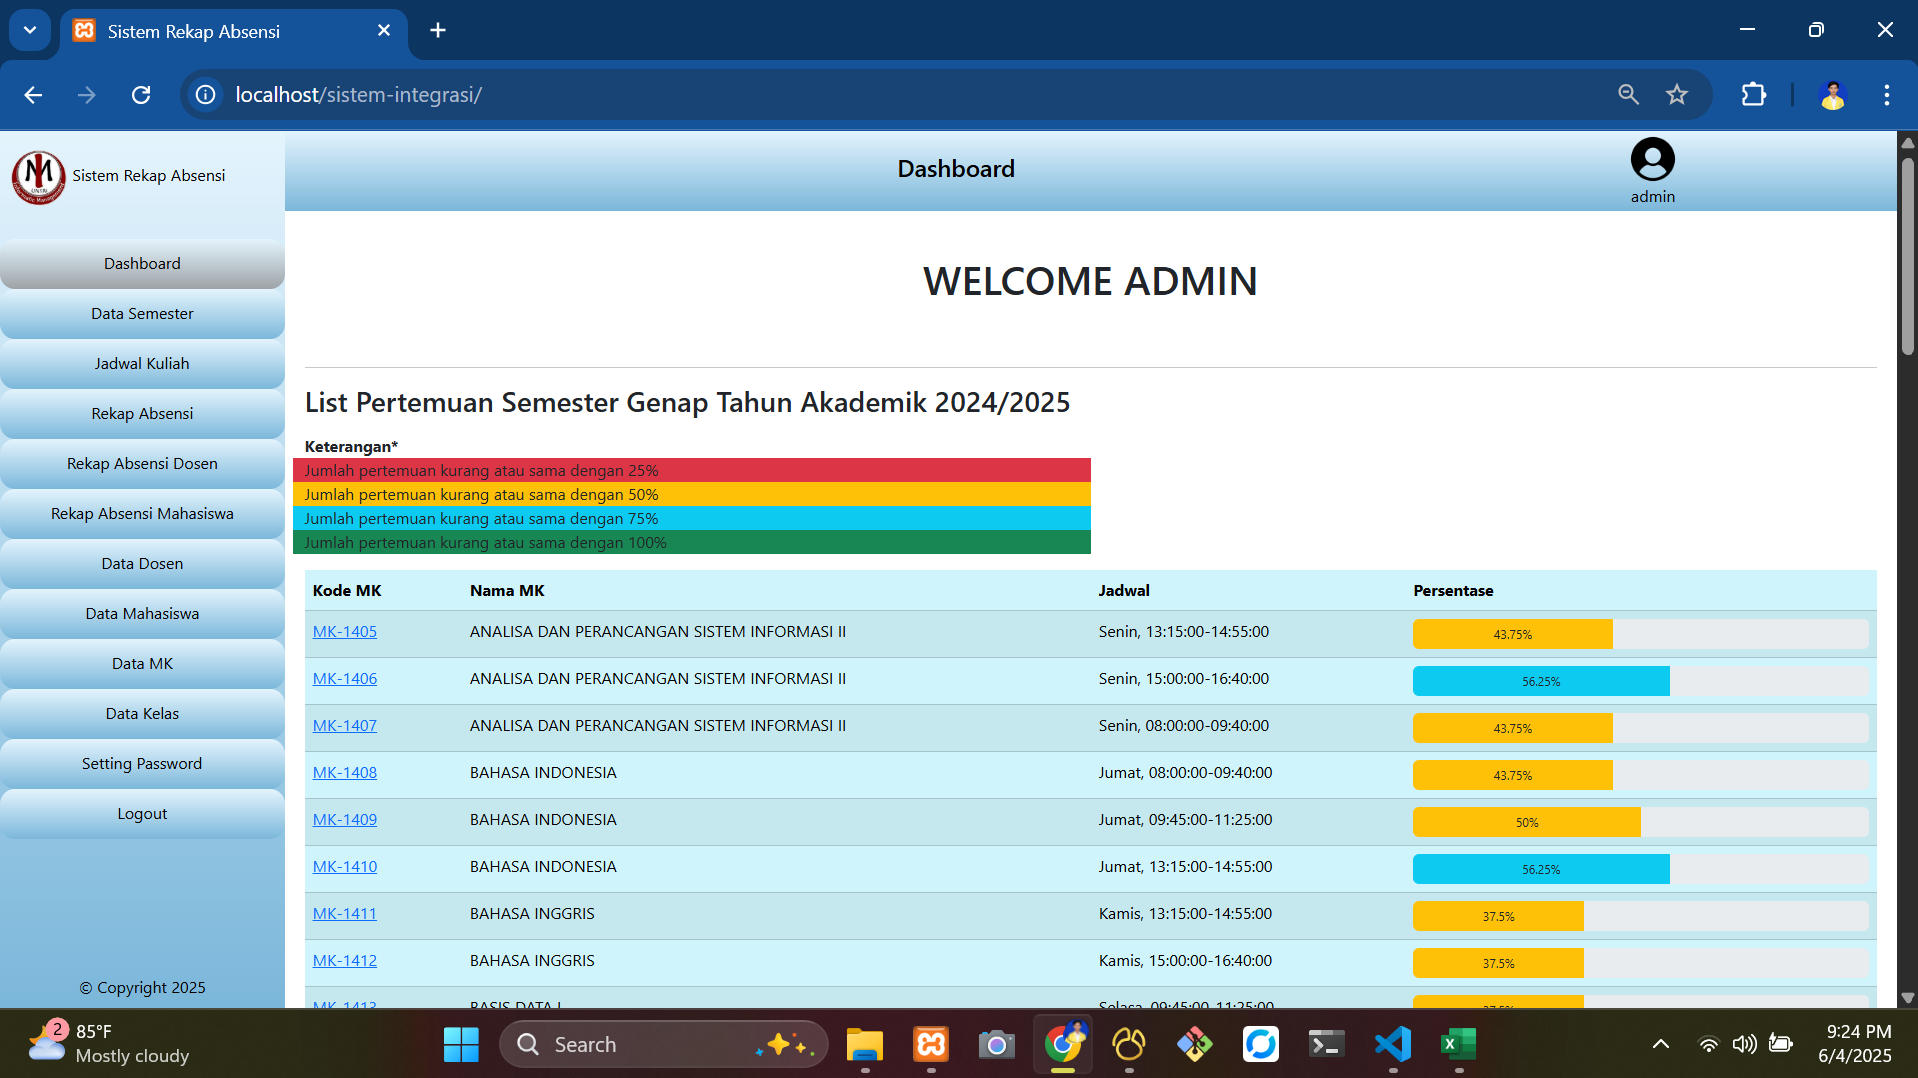 Sistem Rekap Absensi
localhost/sistem-integrasi/
Sistem Rekap Absensi
Dashboard
admin
Dashboard
Data Semester
Jadwal Kuliah
Rekap Absensi
Rekap Absensi Dosen
Rekap Absensi Mahasiswa
Data Dosen
Data Mahasiswa
Data MK
Data Kelas
Setting Password
Logout
© Copyright 2025
WELCOME ADMIN
List Pertemuan Semester Genap Tahun Akademik 2024/2025
Keterangan*
Jumlah pertemuan kurang atau sama dengan 25%
Jumlah pertemuan kurang atau sama dengan 50%
Jumlah pertemuan kurang atau sama dengan 75%
Jumlah pertemuan kurang atau sama dengan 100%
Kode MK Nama MK Jadwal Persentase
MK-1405 ANALISA DAN PERANCANGAN SISTEM INFORMASI II Senin, 13:15:00-14:55:00 43.75%
MK-1406 ANALISA DAN PERANCANGAN SISTEM INFORMASI II Senin, 15:00:00-16:40:00 56.25%
MK-1407 ANALISA DAN PERANCANGAN SISTEM INFORMASI II Senin, 08:00:00-09:40:00 43.75%
MK-1408 BAHASA INDONESIA Jumat, 08:00:00-09:40:00 43.75%
MK-1409 BAHASA INDONESIA Jumat, 09:45:00-11:25:00 50%
MK-1410 BAHASA INDONESIA Jumat, 13:15:00-14:55:00 56.25%
MK-1411 BAHASA INGGRIS Kamis, 13:15:00-14:55:00 37.5%
MK-1412 BAHASA INGGRIS Kamis, 15:00:00-16:40:00 37.5%
MK-1413 BASIS DATA I Selasa, 09:45:00-11:25:00 37.5%
2
85°F
Mostly cloudy
Search
9:24 PM
6/4/2025